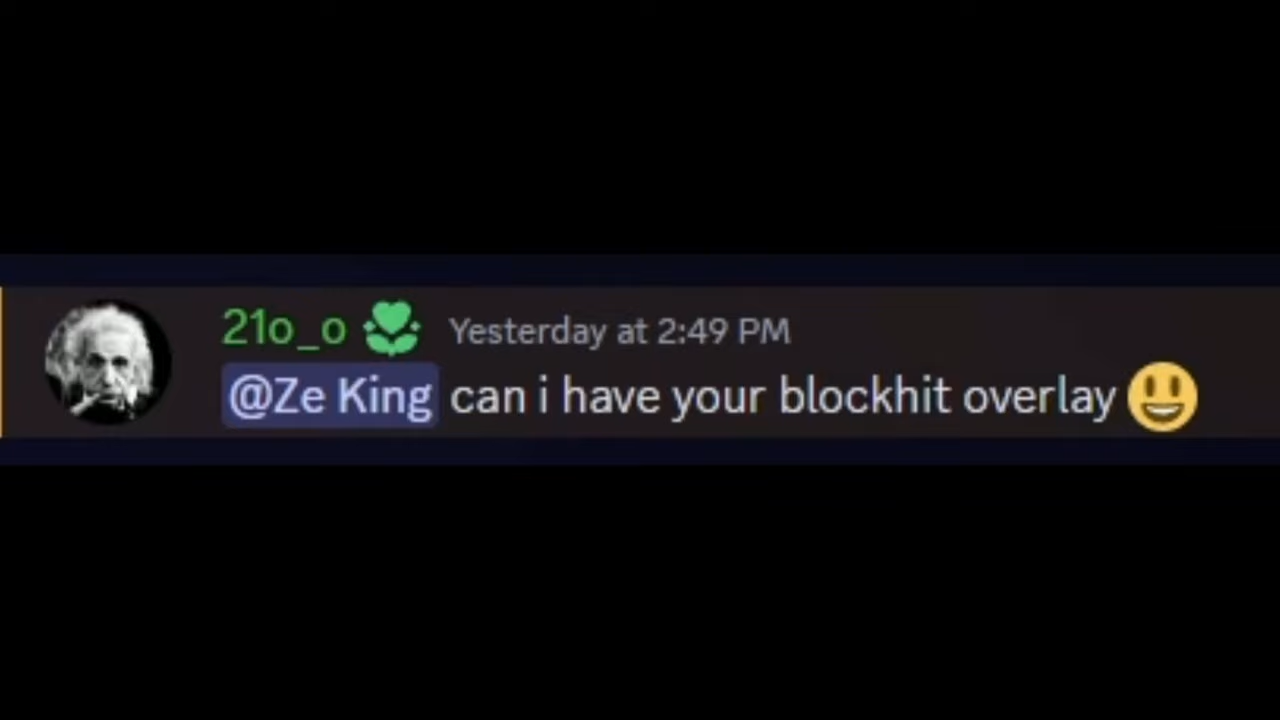 21o_o Yesterday at 2:49 PM
@Ze King can i have your blockhit overlay 😃